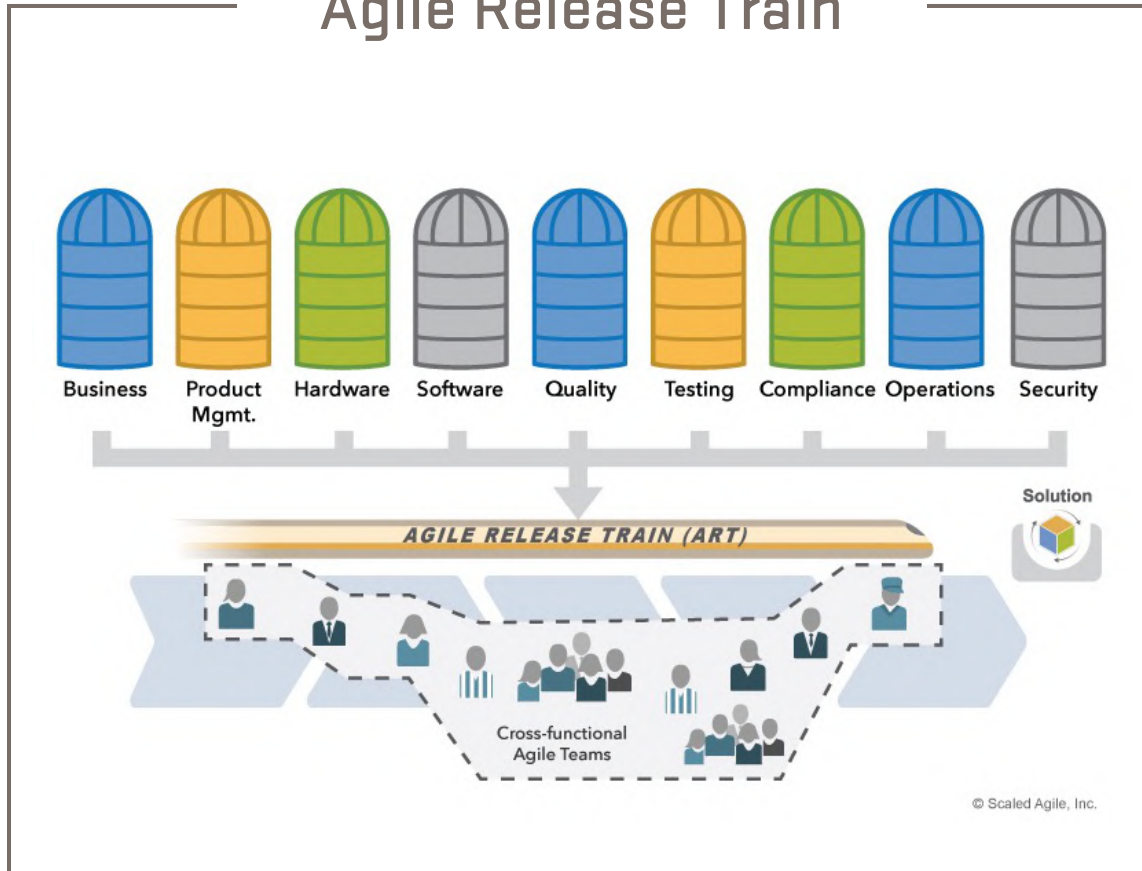 Agile Release Train
Business Product Hardware Software Quality Testing Compliance Operations Security
Mgmt.
Solution
AGILE RELEASE TRAIN (ART)
Cross-functional
Agile Teams
© Scaled Agile, Inc.